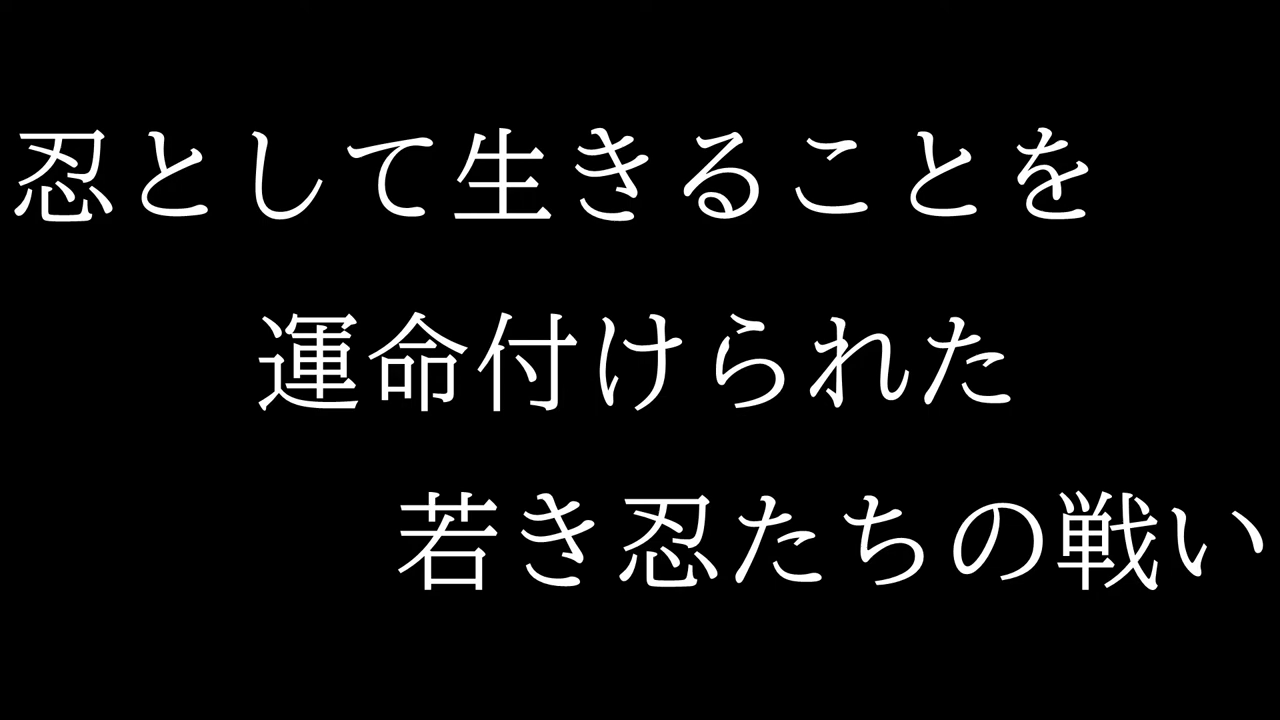 忍として生きることを
運命付けられた
若き忍たちの戦い